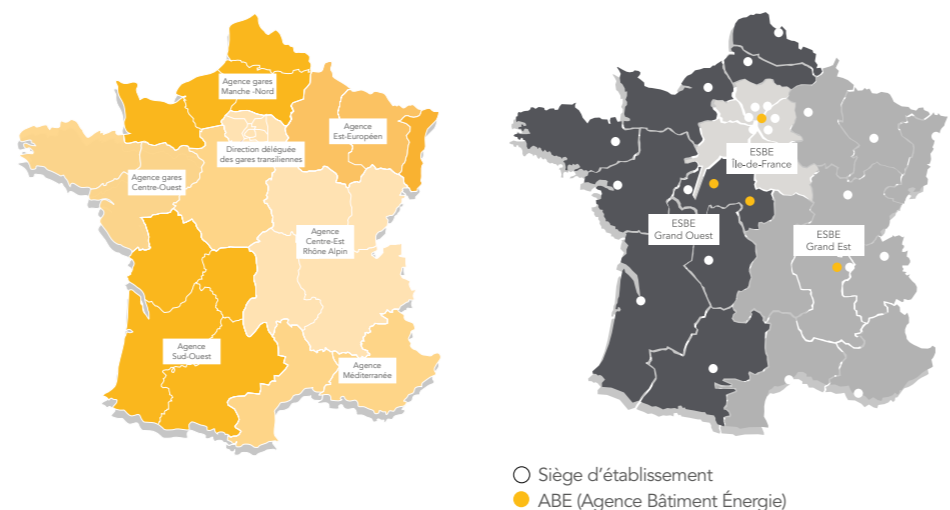 Agence gares
Manche -Nord
Agence
Est-Européen
Direction déléguée
des gares transiliennes
Agence gares
Centre-Ouest
Agence
Centre-Est
Rhône Alpin
Agence
Sud-Ouest
Agence
Méditerranée
ESBE
Île-de-France
ESBE
Grand Ouest
ESBE
Grand Est
Siège d'établissement
ABE (Agence Bâtiment Énergie)